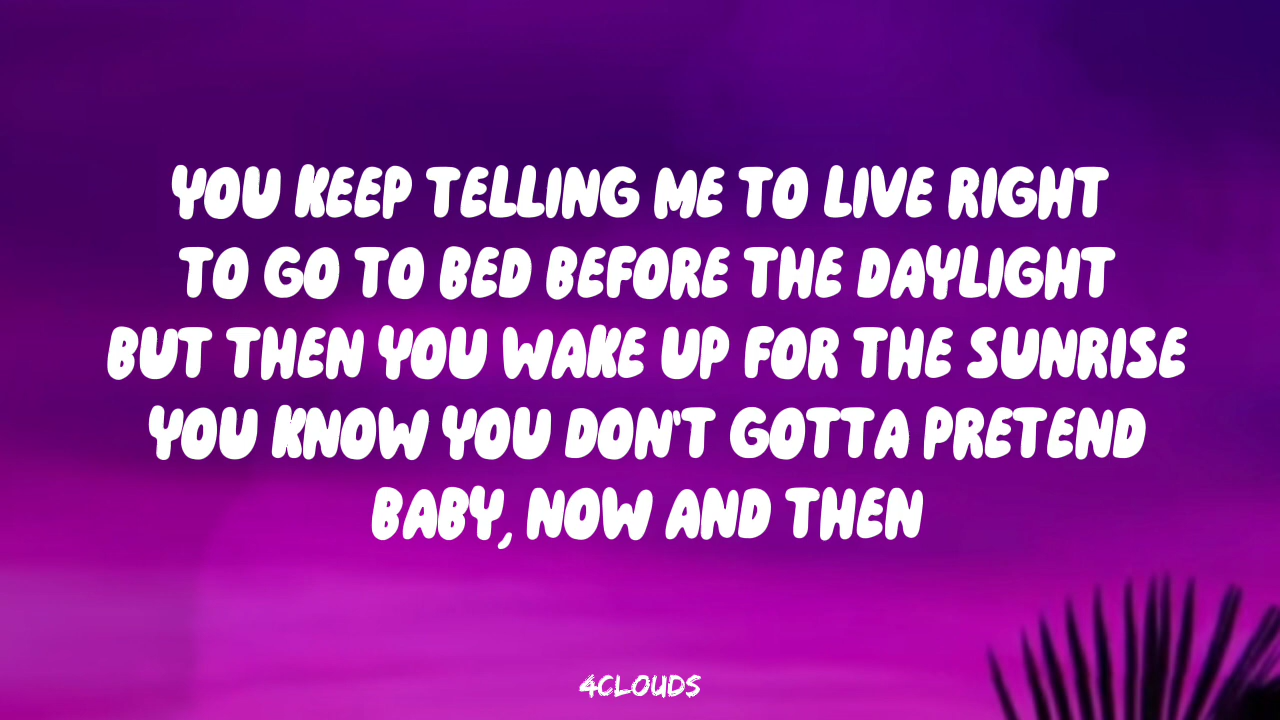 YOU KEEP TELLING ME TO LIVE RIGHT
TO GO TO BED BEFORE THE DAYLIGHT
BUT THEN YOU WAKE UP FOR THE SUNRISE
YOU KNOW YOU DON'T GOTTA PRETEND
BABY, NOW AND THEN
4CLOUDS